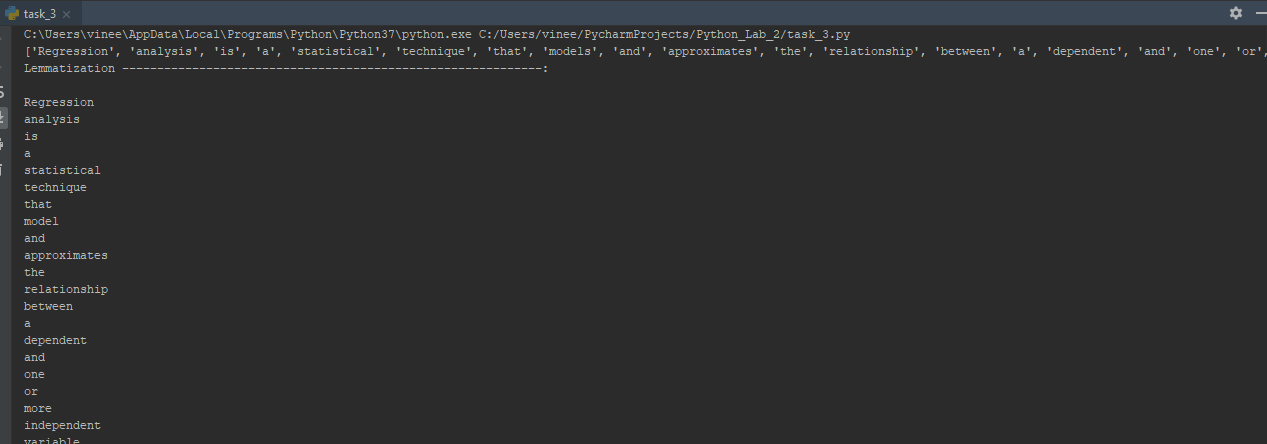 task_3
C:\Users\vinee\AppData\Local\Programs\Python\Python37\python.exe C:/Users/vinee/PycharmProjects/Python_Lab_2/task_3.py
['Regression', 'analysis', 'is', 'a', 'statistical', 'technique', 'that', 'models', 'and', 'approximates', 'the', 'relationship', 'between', 'a', 'dependent', 'and', 'one', 'or',
Lemmatization ------------------------------------------------------------:
Regression
analysis
is
a
statistical
technique
that
model
and
approximates
the
relationship
between
a
dependent
and
one
or
more
independent
variable